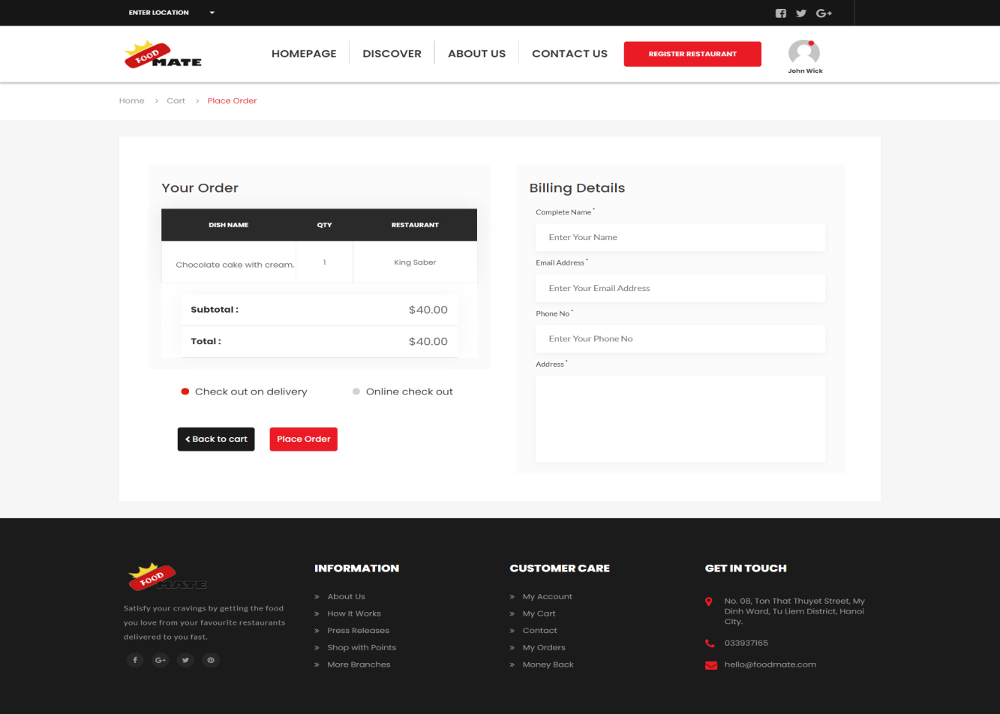 ENTER LOCATION
FOOD MATE
HOMEPAGE
DISCOVER
ABOUT US
CONTACT US
REGISTER RESTAURANT
John Wick
Home > Cart > Place Order
Your Order
DISH NAME QTY RESTAURANT
Chocolate cake with cream. 1 King Saber
Subtotal : $40.00
Total : $40.00
Check out on delivery
Online check out
Back to cart
Place Order
Billing Details
Complete Name *
Enter Your Name
Email Address *
Enter Your Email Address
Phone No *
Enter Your Phone No
Address *
FOOD MATE
Satisfy your cravings by getting the food
you love from your favourite restaurants
delivered to you fast.
INFORMATION
» About Us
» How It Works
» Press Releases
» Shop with Points
» More Branches
CUSTOMER CARE
» My Account
» My Cart
» Contact
» My Orders
» Money Back
GET IN TOUCH
No. 08, Ton That Thuyet Street, My
Dinh Ward, Tu Liem District, Hanoi
City.
033937165
hello@foodmate.com